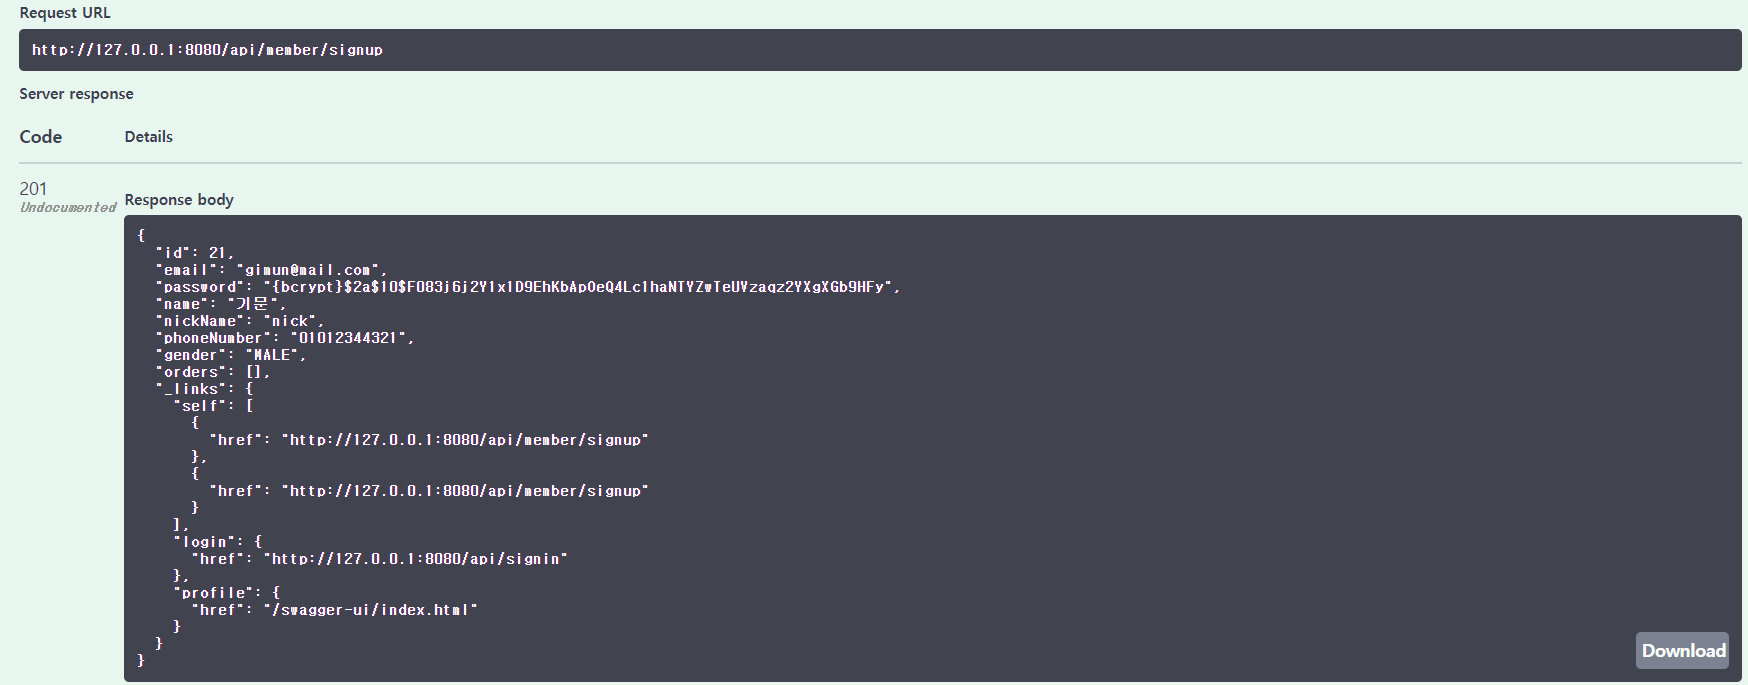 Request URL
http://127.0.0.1:8080/api/member/signup
Server response
Code Details
201
Undocumented
Response body
{
"id": 21,
"email": "gimun@mail.com",
"password": "{bcrypt}$2a$10$F083j6j2Y1x1D9EhKbApOeQ4Lc1haNTYZwTeUYzaqz2YXgXGb9HFy",
"name": "기문",
"nickName": "nick",
"phoneNumber": "01012344321",
"gender": "MALE",
"orders": [],
"_links": {
"self": [
{
"href": "http://127.0.0.1:8080/api/member/signup"
},
{
"href": "http://127.0.0.1:8080/api/member/signup"
}
],
"login": {
"href": "http://127.0.0.1:8080/api/signin"
},
"profile": {
"href": "/swagger-ui/index.html"
}
}
}
Download